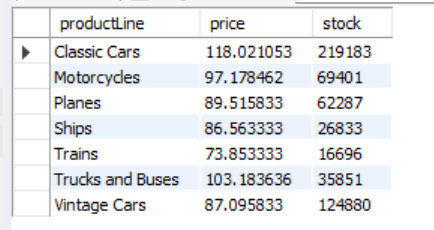 productLine price stock
Classic Cars 118.021053 219183
Motorcycles 97.178462 69401
Planes 89.515833 62287
Ships 86.563333 26833
Trains 73.853333 16696
Trucks and Buses 103.183636 35851
Vintage Cars 87.095833 124880